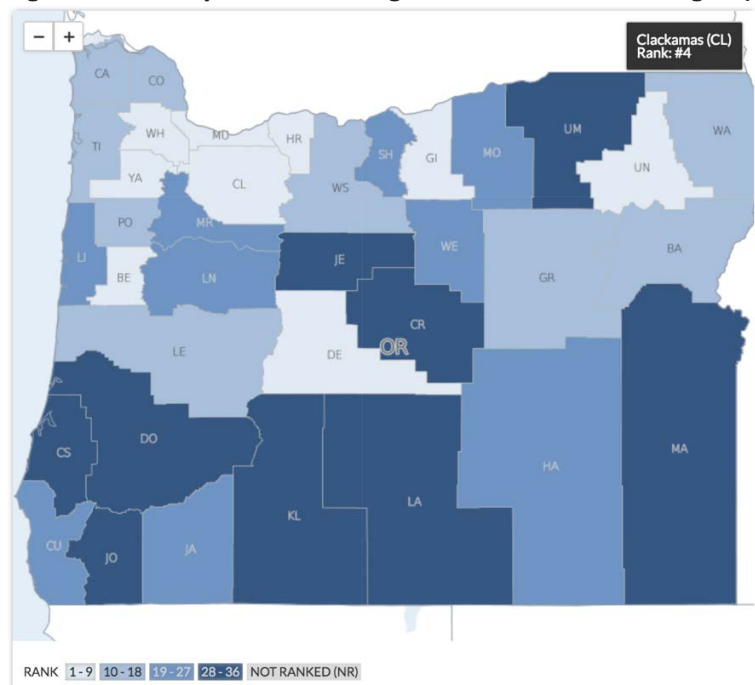 − +
Clackamas (CL)
Rank: #4
CA
CO
WH
MU
HR
UM
WA
TI
SH
GI
MO
UN
YA
CL
WS
PO
MR
LI
WE
BA
JE
BE
LN
GR
CR
OR
LE
DE
DO
CS
HA
MA
KL
LA
CU
JO
JA
RANK 1 - 9 10 - 18 19 - 27 28 - 36 NOT RANKED (NR)